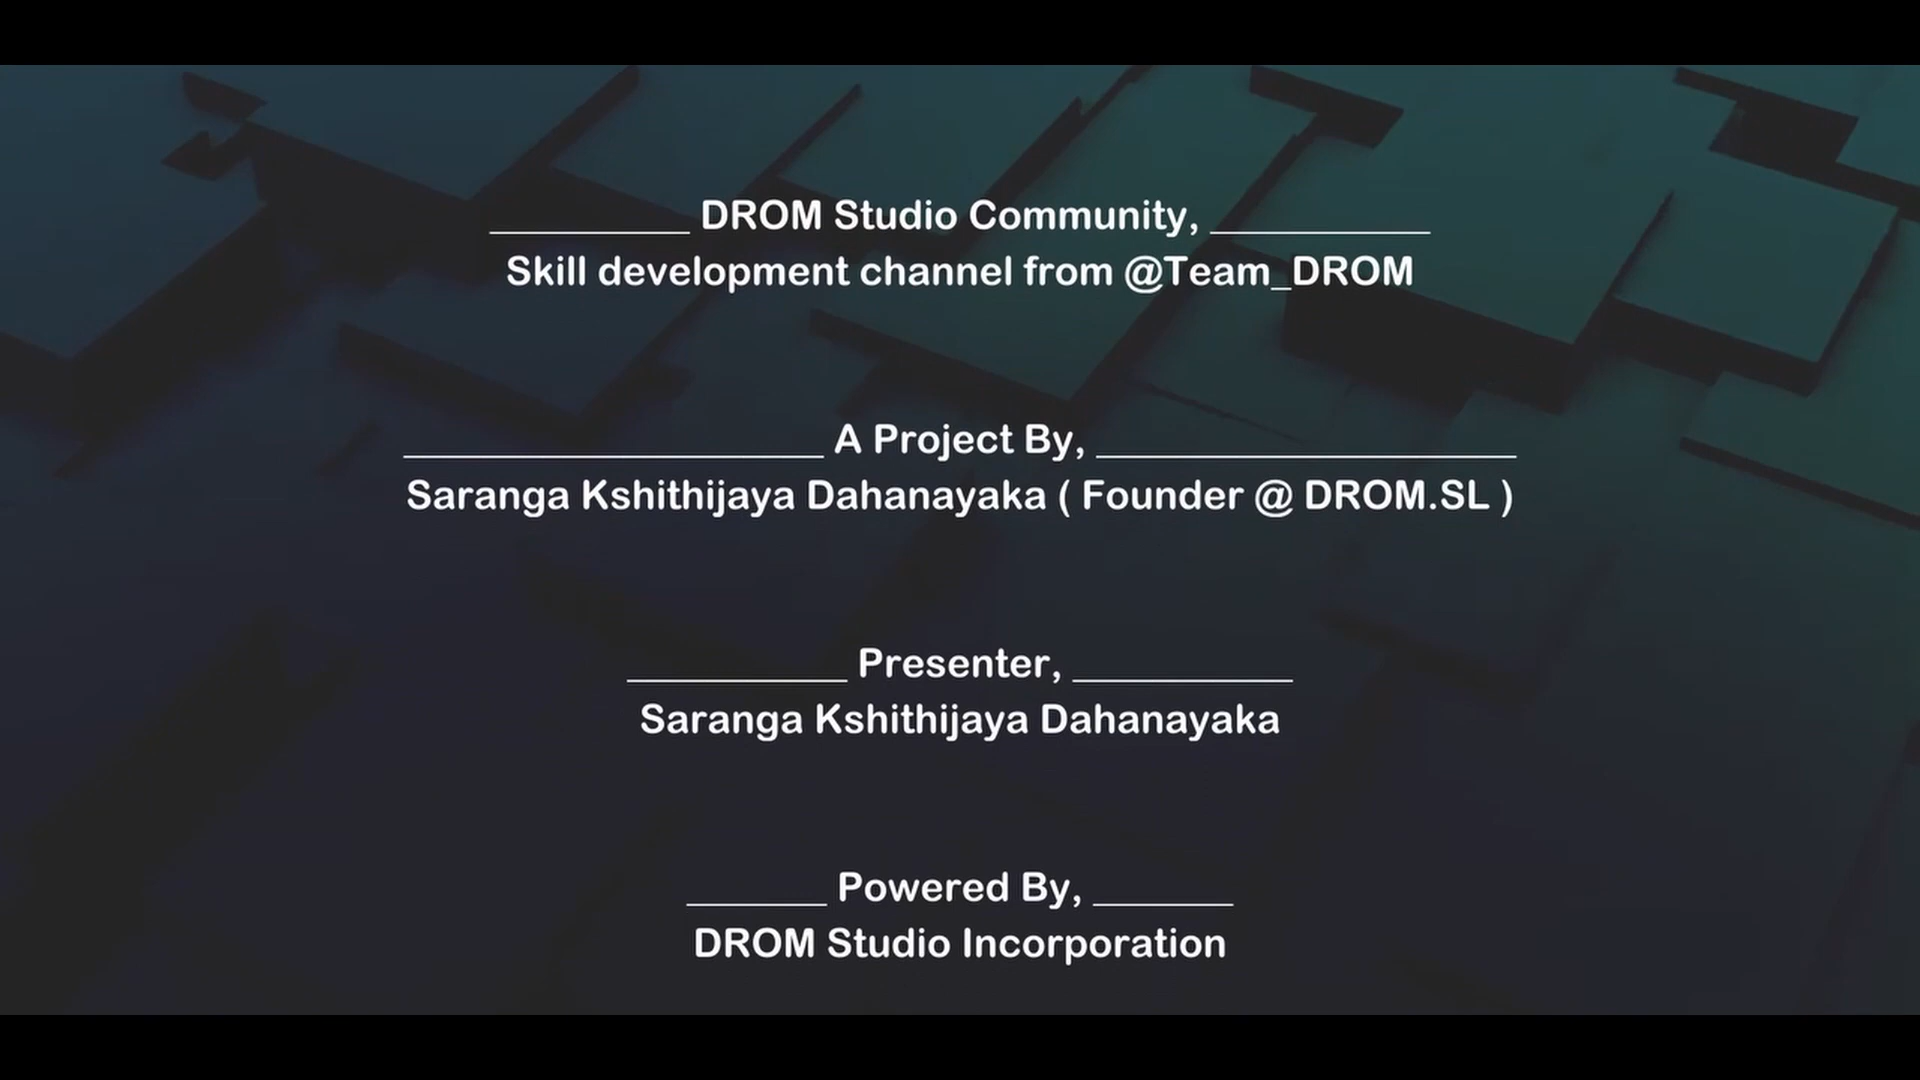 __________ DROM Studio Community, ___________
Skill development channel from @Team_DROM
_____________________ A Project By, _____________________
Saranga Kshithijaya Dahanayaka ( Founder @ DROM.SL )
___________ Presenter, ___________
Saranga Kshithijaya Dahanayaka
_______ Powered By, _______
DROM Studio Incorporation